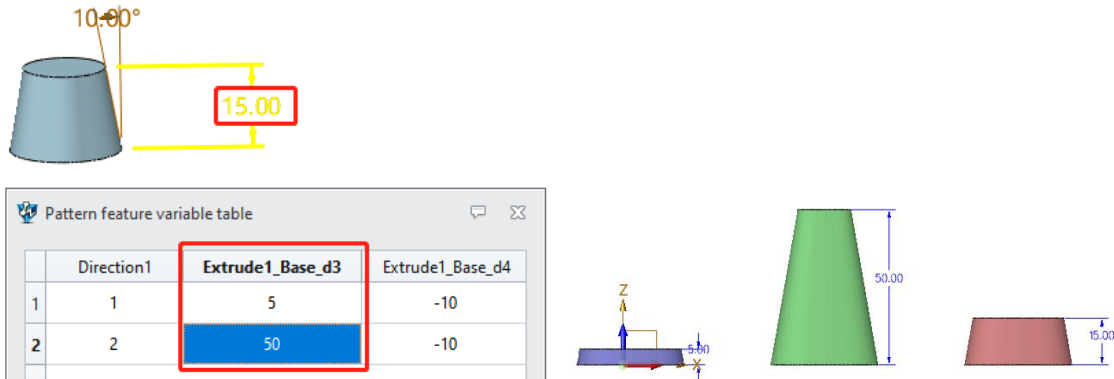 10.00°
15.00
Pattern feature variable table
Direction1 Extrude1_Base_d3 Extrude1_Base_d4
1 1 5 -10
2 2 50 -10
Z
X
5.00
50.00
15.00